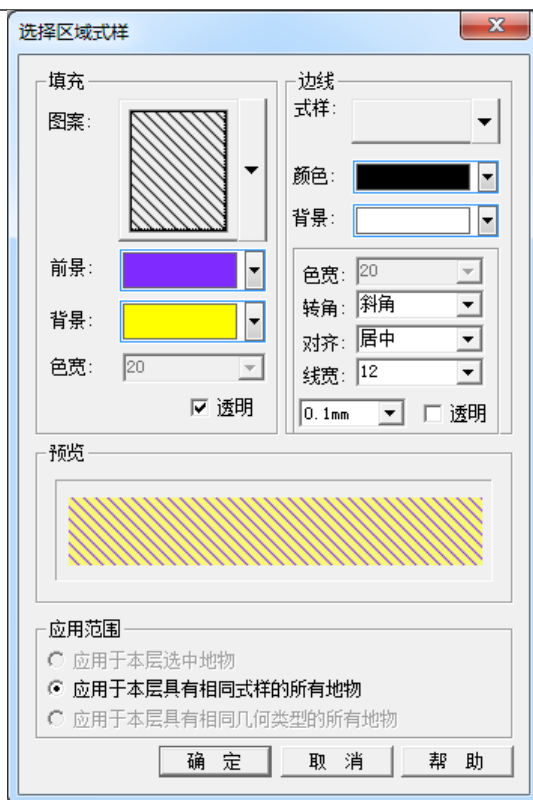 选择区域式样
填充
图案:
前景:
背景:
色宽: 20
透明
边线
式样:
颜色:
背景:
色宽: 20
转角: 斜角
对齐: 居中
线宽: 12
0.1mm 透明
预览
应用范围
应用于本层选中地物
应用于本层具有相同式样的所有地物
应用于本层具有相同几何类型的所有地物
确 定 取 消 帮 助